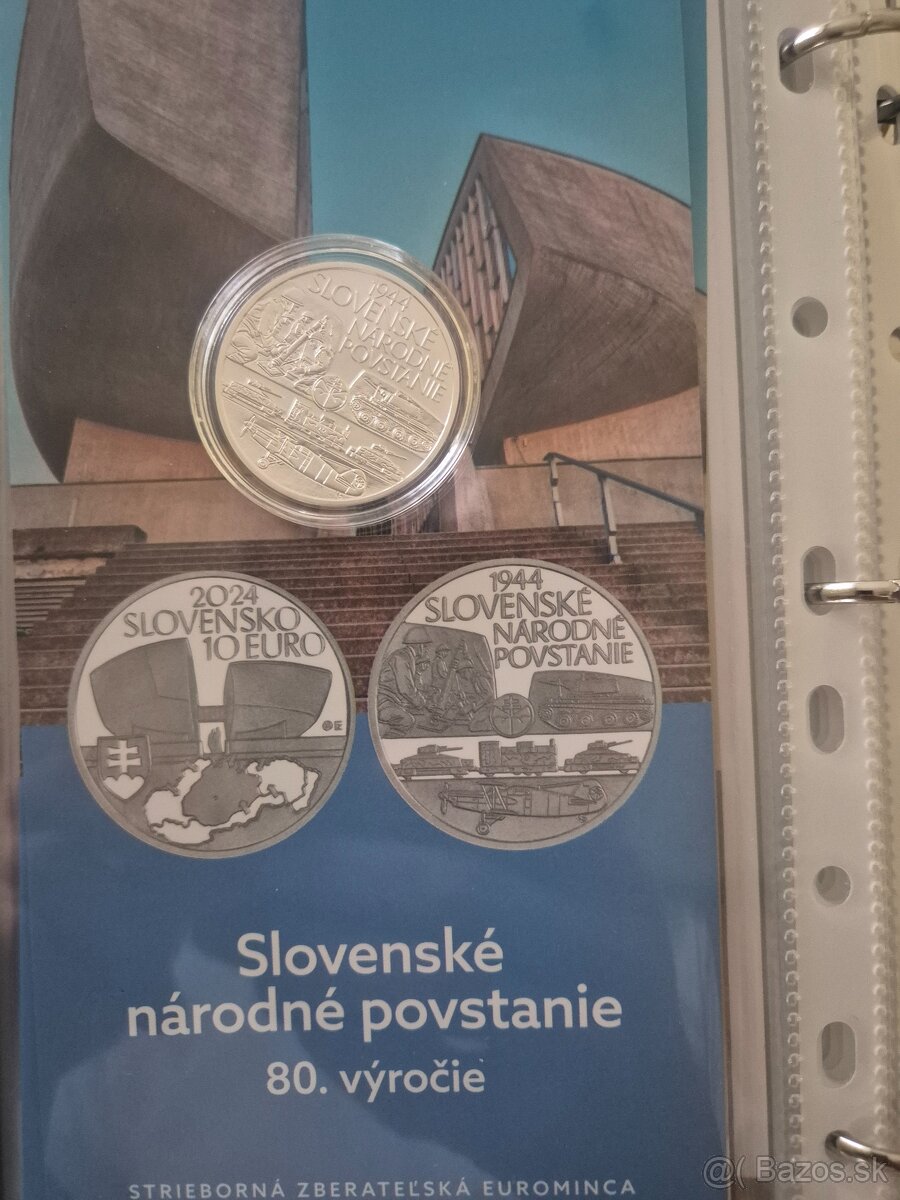 1944
SLOVENSKÉ
NÁRODNÉ
POVSTANIE
2024
SLOVENSKO
10 EURO
1944
SLOVENSKÉ
NÁRODNÉ
POVSTANIE
Slovenské
národné povstanie
80. výročie
STRIEBORNÁ ZBERATEĽSKÁ EUROMINCA
@( Bazos.sk